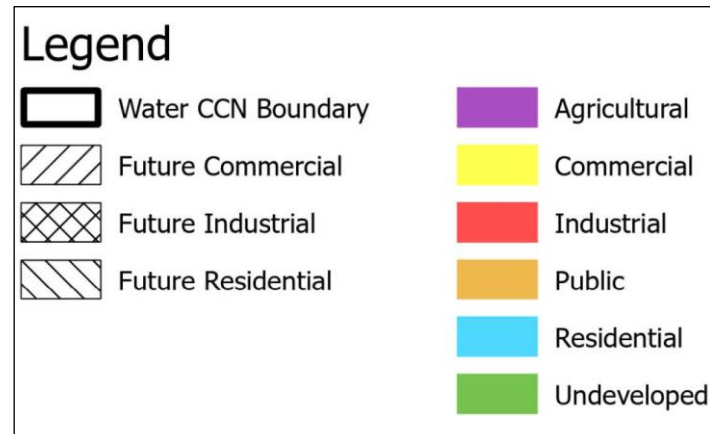 Legend
Water CCN Boundary
Future Commercial
Future Industrial
Future Residential
Agricultural
Commercial
Industrial
Public
Residential
Undeveloped